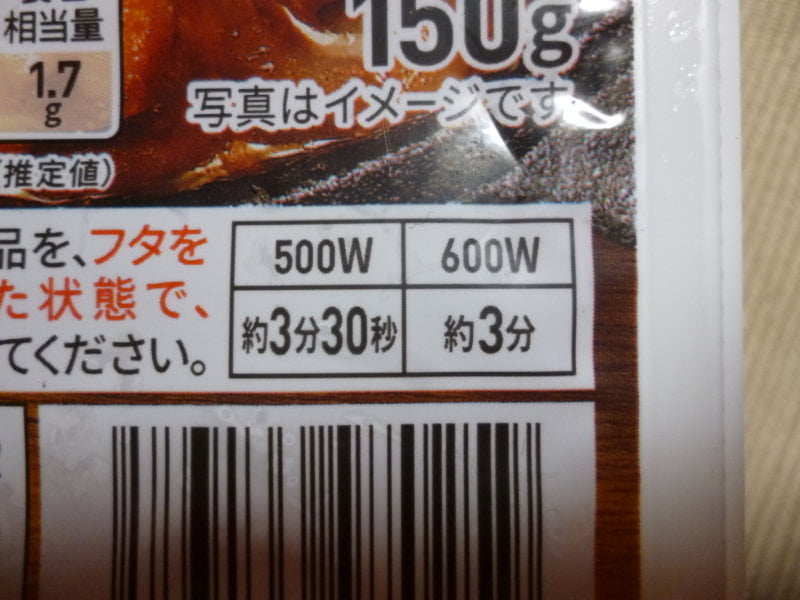 相当量
150g
1.7
g
写真はイメージです
(推定値)
品を、フタを
た状態で、
てください。
500W 600W
約3分30秒 約3分